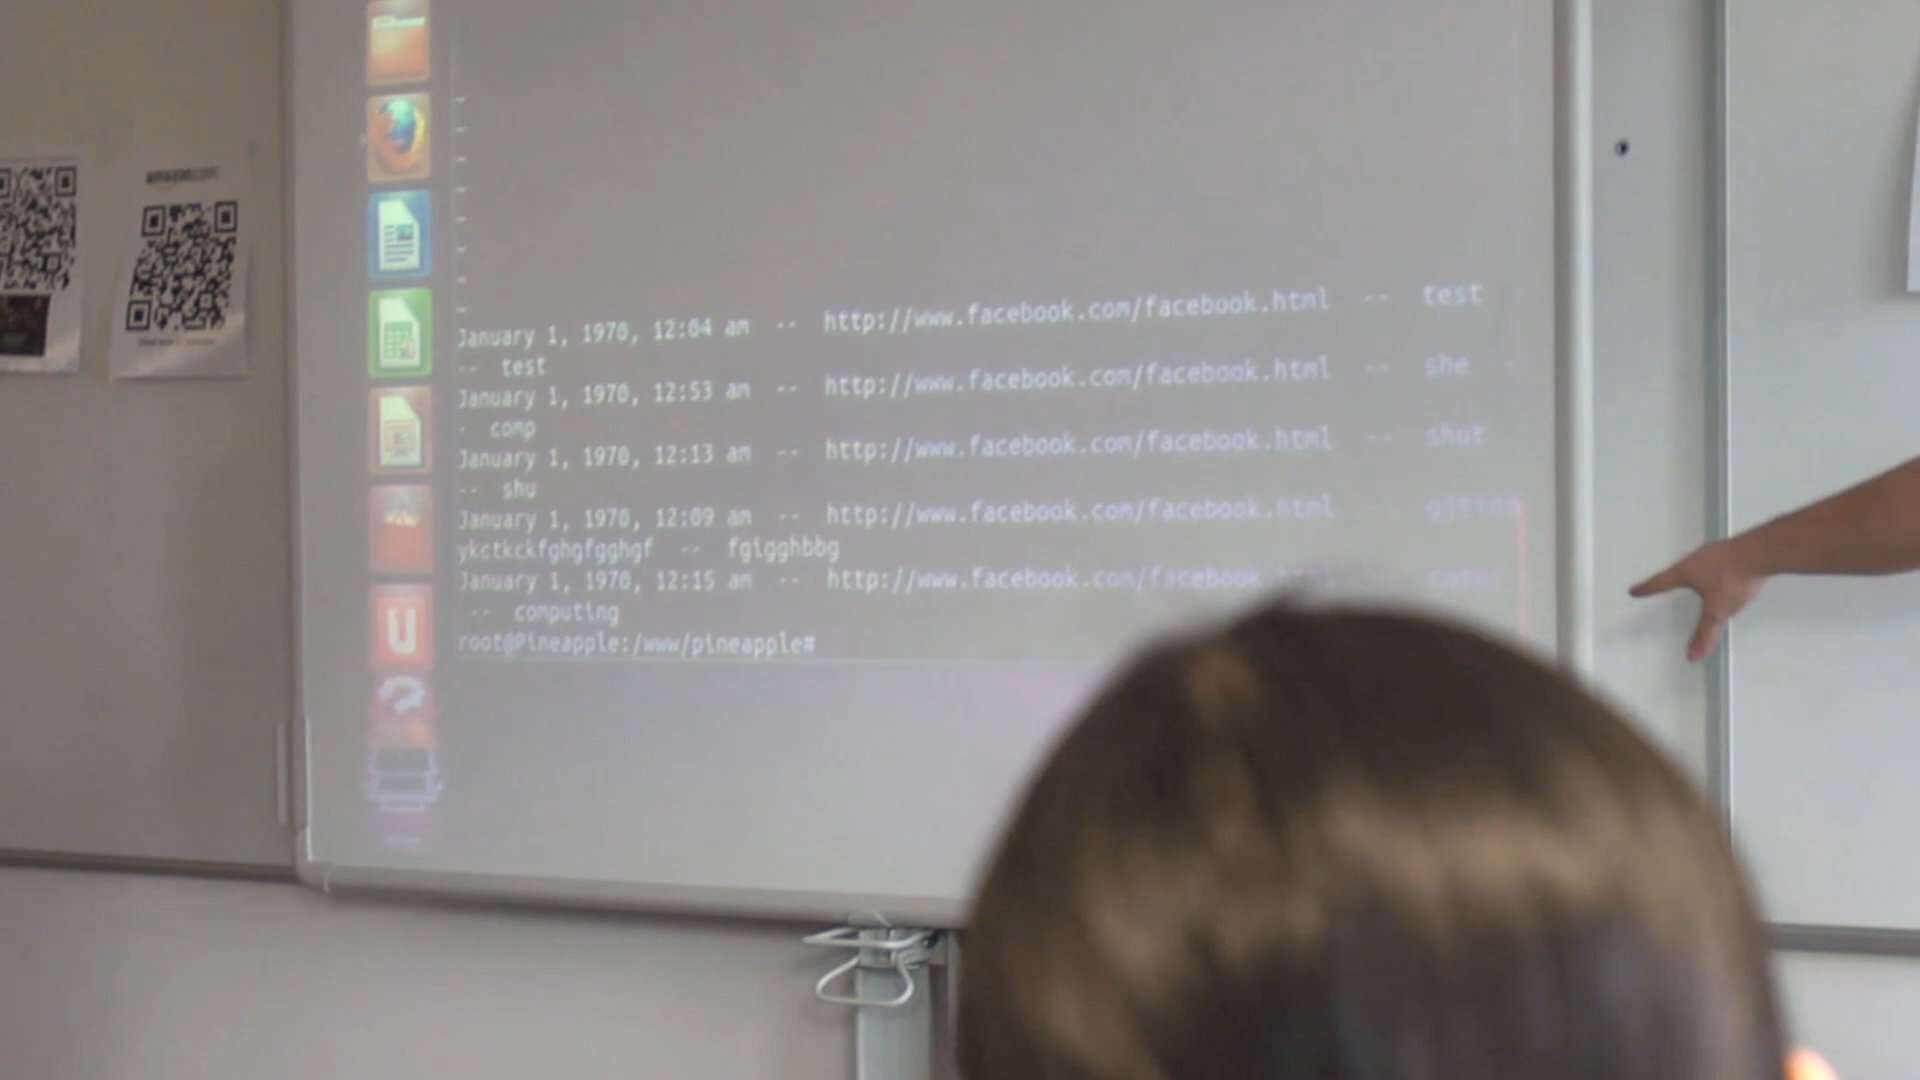 amazon.com
January 1, 1970, 12:04 am -- http://www.facebook.com/facebook.html -- test
-- test
January 1, 1970, 12:53 am -- http://www.facebook.com/facebook.html -- she -
- comp
January 1, 1970, 12:13 am -- http://www.facebook.com/facebook.html -- shut
-- shu
January 1, 1970, 12:09 am -- http://www.facebook.com/facebook.html --
ykctkckfghgfgghgf -- fgigghbbg
January 1, 1970, 12:15 am -- http://www.facebook.com/facebook.html
-- computing
root@Pineapple:/www/pineapple#